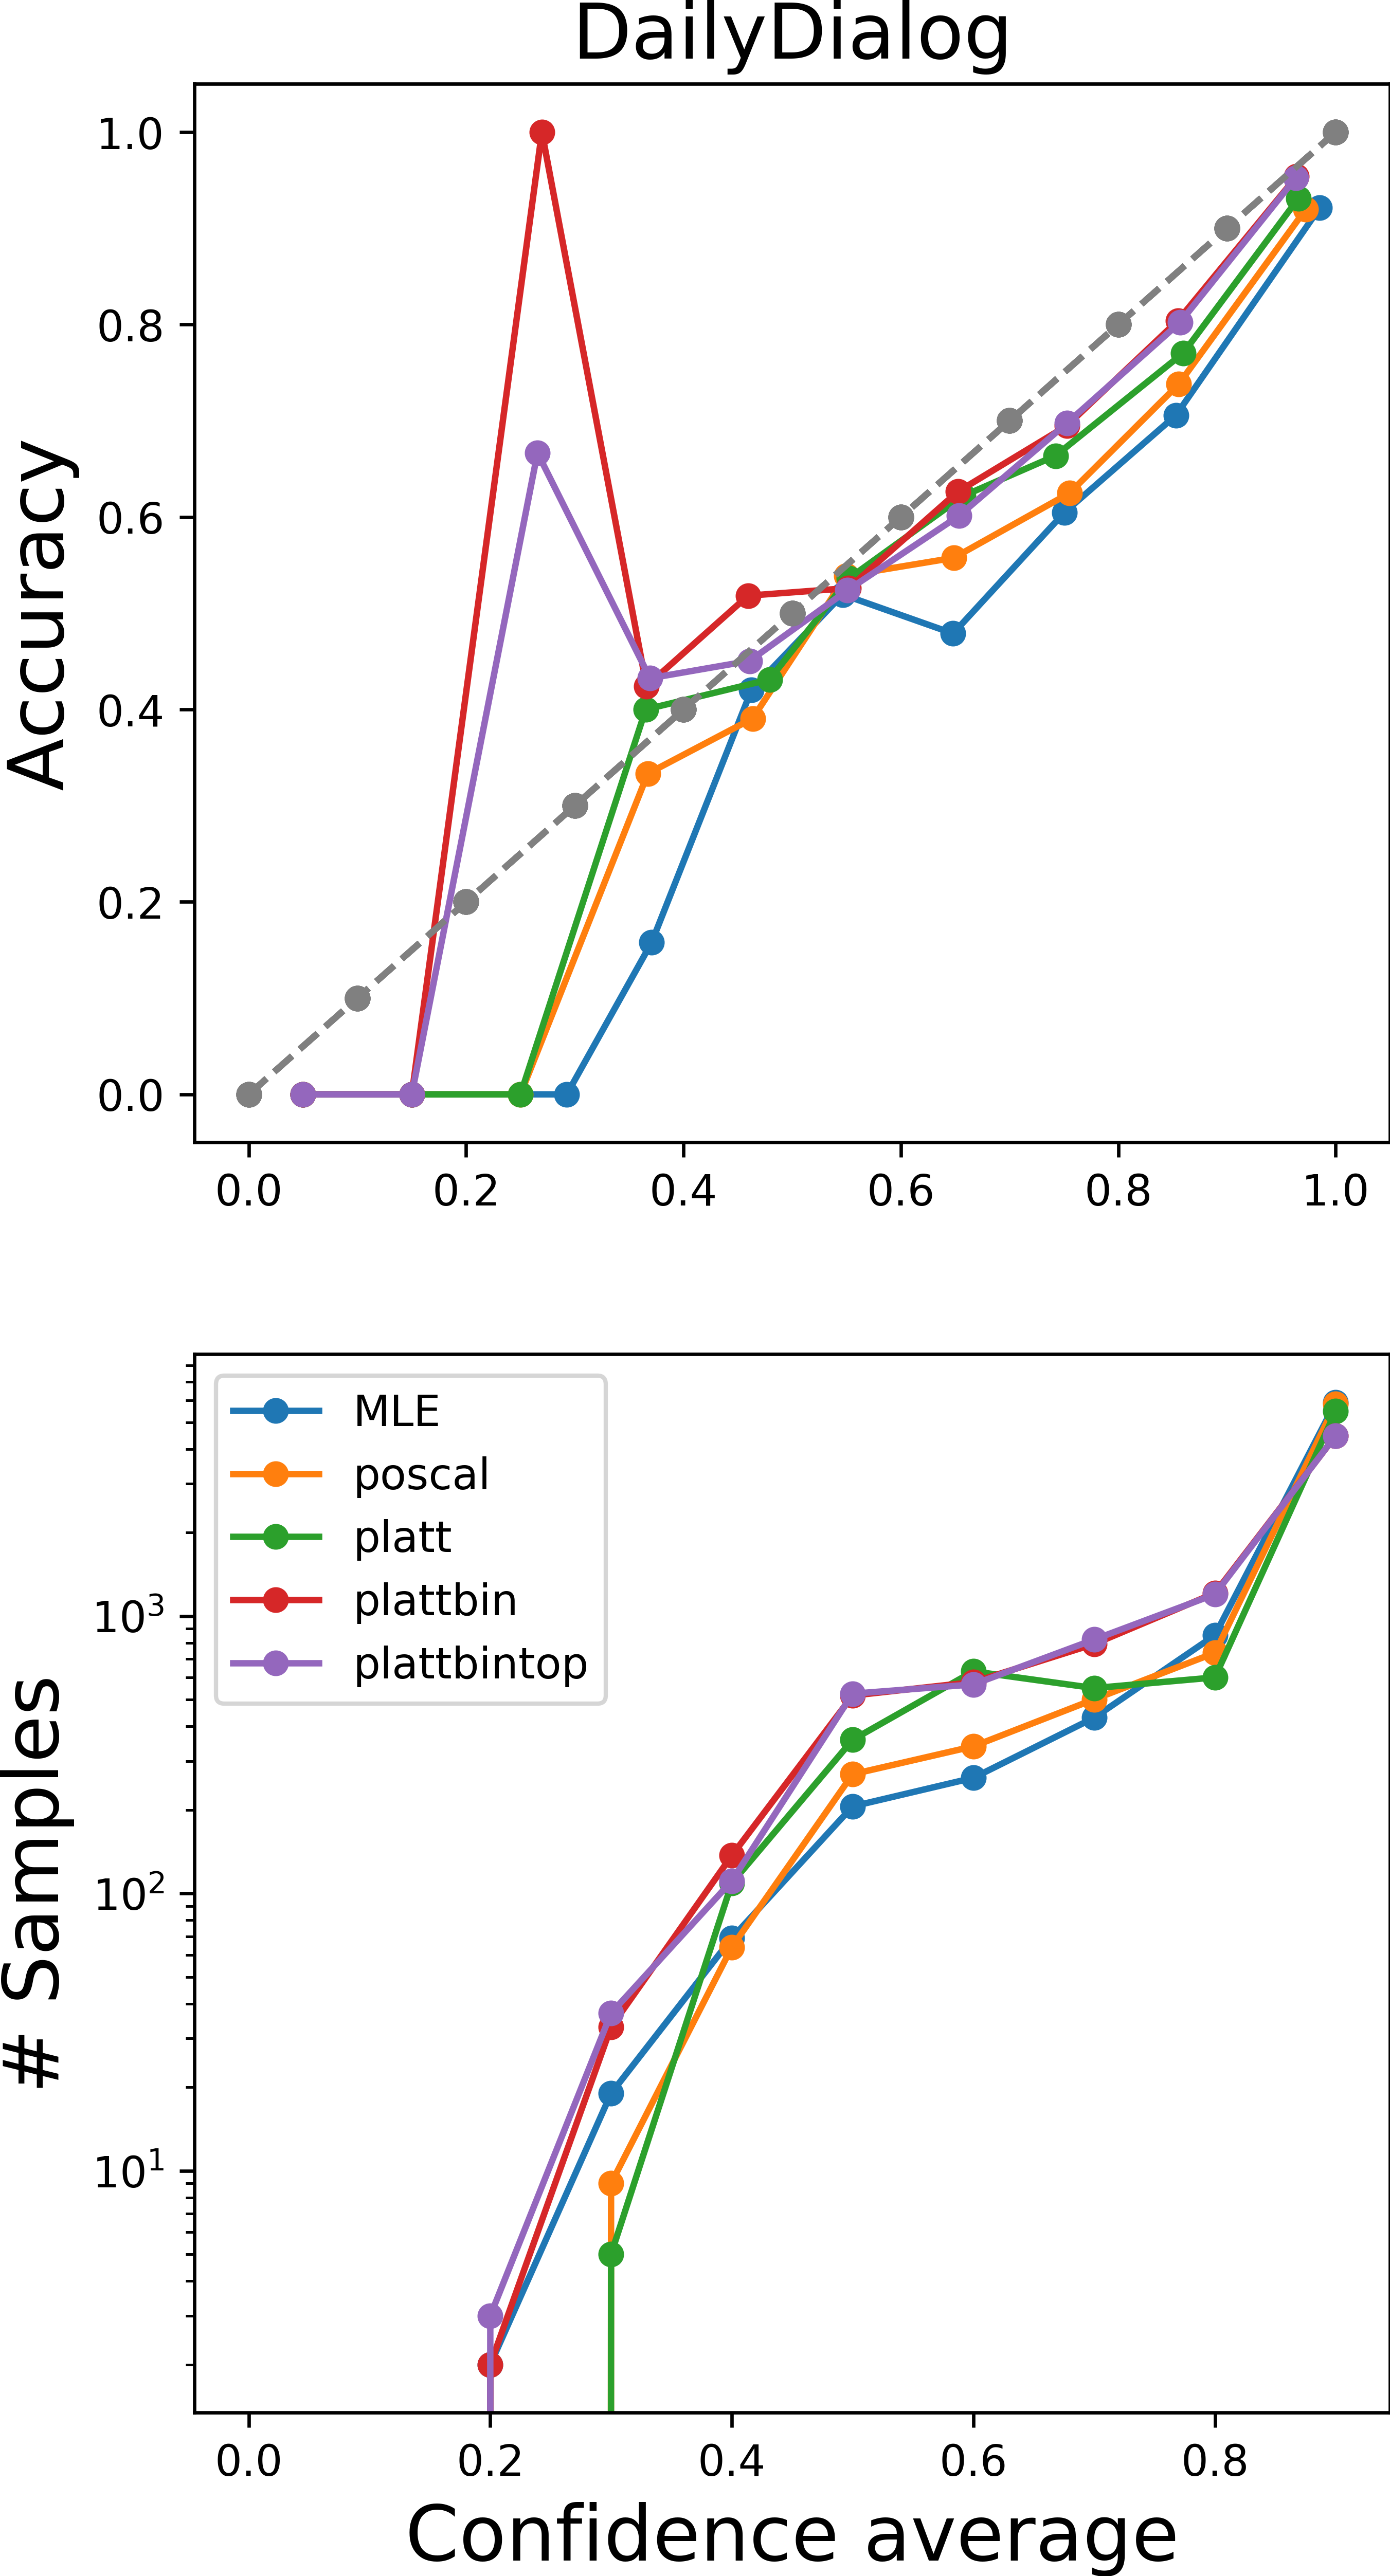 DailyDialog
Accuracy
1.0
0.8
0.6
0.4
0.2
0.0
0.0 0.2 0.4 0.6 0.8 1.0
# Samples
10³
10²
10¹
MLE
poscal
platt
plattbin
plattbintop
0.0 0.2 0.4 0.6 0.8
Confidence average